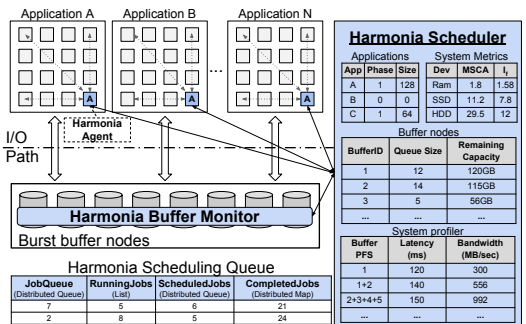 Application A
Application B
Application N
...
A
A
A
Harmonia
Agent
I/O
Path
Harmonia Buffer Monitor
Burst buffer nodes
Harmonia Scheduling Queue
JobQueue RunningJobs ScheduledJobs CompletedJobs
(Distributed Queue) (List) (Distributed Queue) (Distributed Map)
7 5 6 21
2 8 5 24
Harmonia Scheduler
Applications System Metrics
App Phase Size Dev MSCA If
A 1 128 Ram 1.8 1.58
B 0 0 SSD 11.2 7.8
C 1 64 HDD 29.5 12
Buffer nodes
BufferID Queue Size Remaining
Capacity
1 12 120GB
2 14 115GB
3 5 56GB
... ... ...
System profiler
Buffer Latency Bandwidth
PFS (ms) (MB/sec)
1 120 300
1+2 140 556
2+3+4+5 150 992
... ... ...